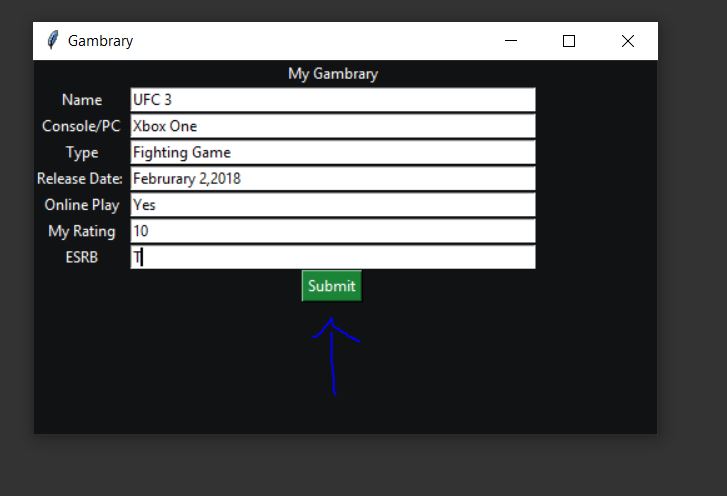 Gambrary
My Gambrary
Name UFC 3
Console/PC Xbox One
Type Fighting Game
Release Date: Februrary 2,2018
Online Play Yes
My Rating 10
ESRB T
Submit